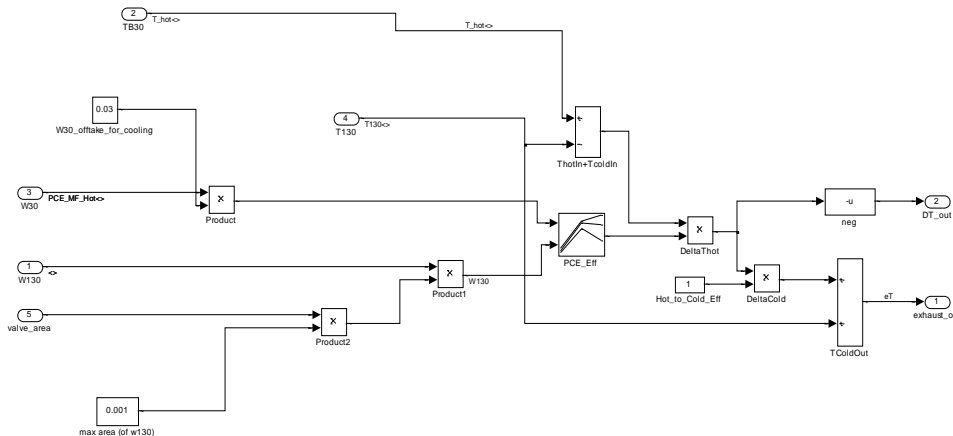 2
TB30
T_hot<>
T_hot<>
0.03
W30_offtake_for_cooling
4
T130
T130<>
+
−
ThotIn+TcoldIn
3
W30
PCE_MF_Hot<>
×
Product
PCE_Eff
×
DeltaThot
-u
neg
2
DT_out
1
W130
<>
×
Product1
W130
1
Hot_to_Cold_Eff
×
DeltaCold
+
+
TColdOut
eT
1
exhaust_o
5
valve_area
×
Product2
0.001
max area (of w130)